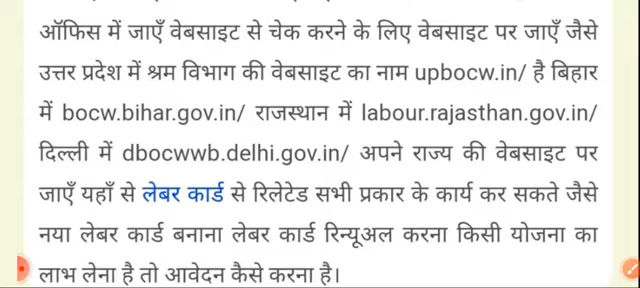 ऑफिस में जाएँ वेबसाइट से चेक करने के लिए वेबसाइट पर जाएँ जैसे
उत्तर प्रदेश में श्रम विभाग की वेबसाइट का नाम upbocw.in/ है बिहार
में bocw.bihar.gov.in/ राजस्थान में labour.rajasthan.gov.in/
दिल्ली में dbocwwb.delhi.gov.in/ अपने राज्य की वेबसाइट पर
जाएँ यहाँ से लेबर कार्ड से रिलेटेड सभी प्रकार के कार्य कर सकते जैसे
नया लेबर कार्ड बनाना लेबर कार्ड रिन्यूअल करना किसी योजना का
लाभ लेना है तो आवेदन कैसे करना है।